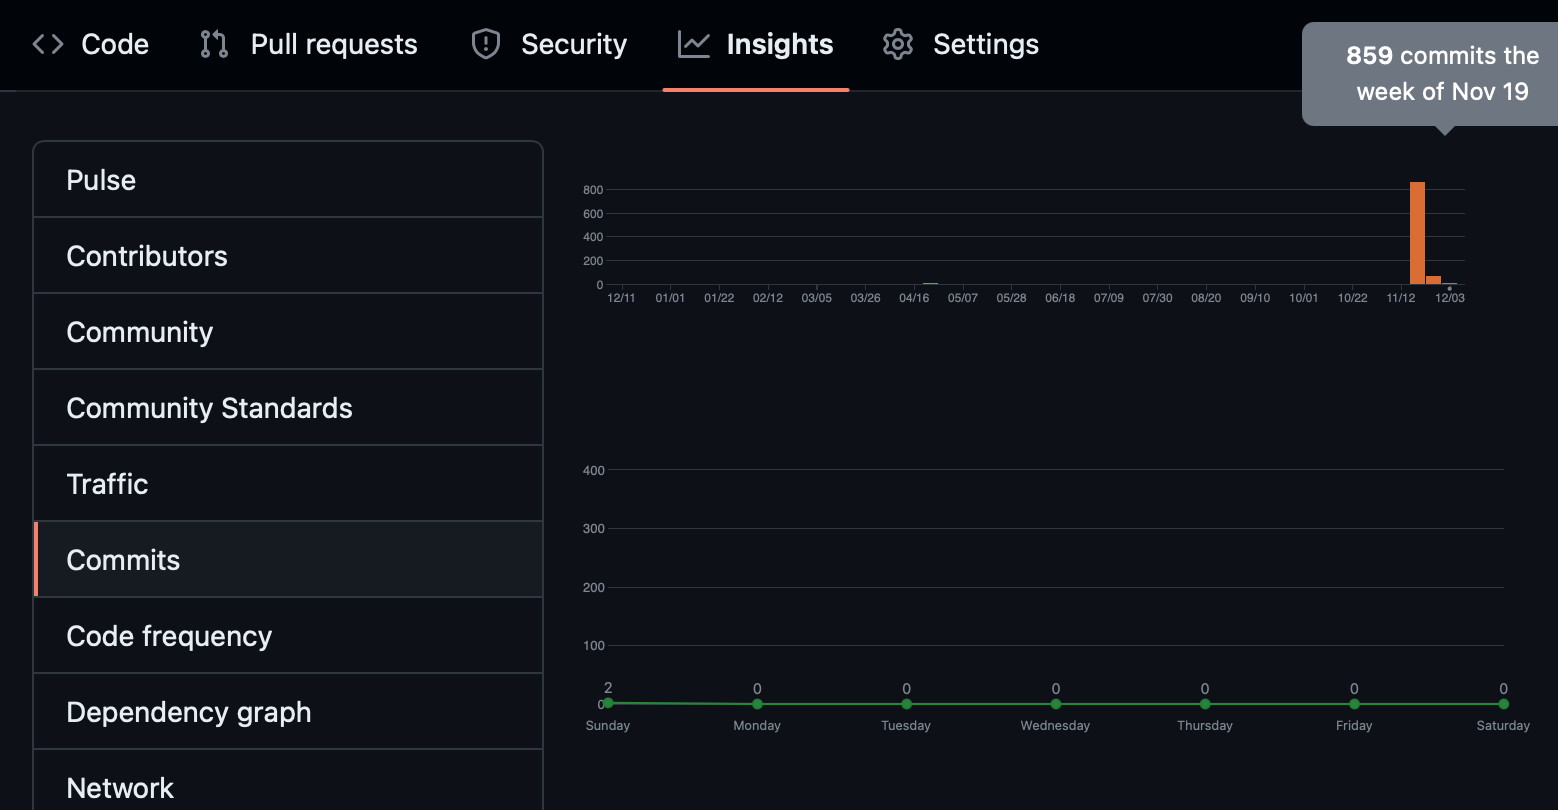 Code Pull requests Security Insights Settings
859 commits the
week of Nov 19
Pulse
Contributors
Community
Community Standards
Traffic
Commits
Code frequency
Dependency graph
Network
800
600
400
200
0
12/11 01/01 01/22 02/12 03/05 03/26 04/16 05/07 05/28 06/18 07/09 07/30 08/20 09/10 10/01 10/22 11/12 12/03
400
300
200
100
0
2 0 0 0 0 0 0
Sunday Monday Tuesday Wednesday Thursday Friday Saturday